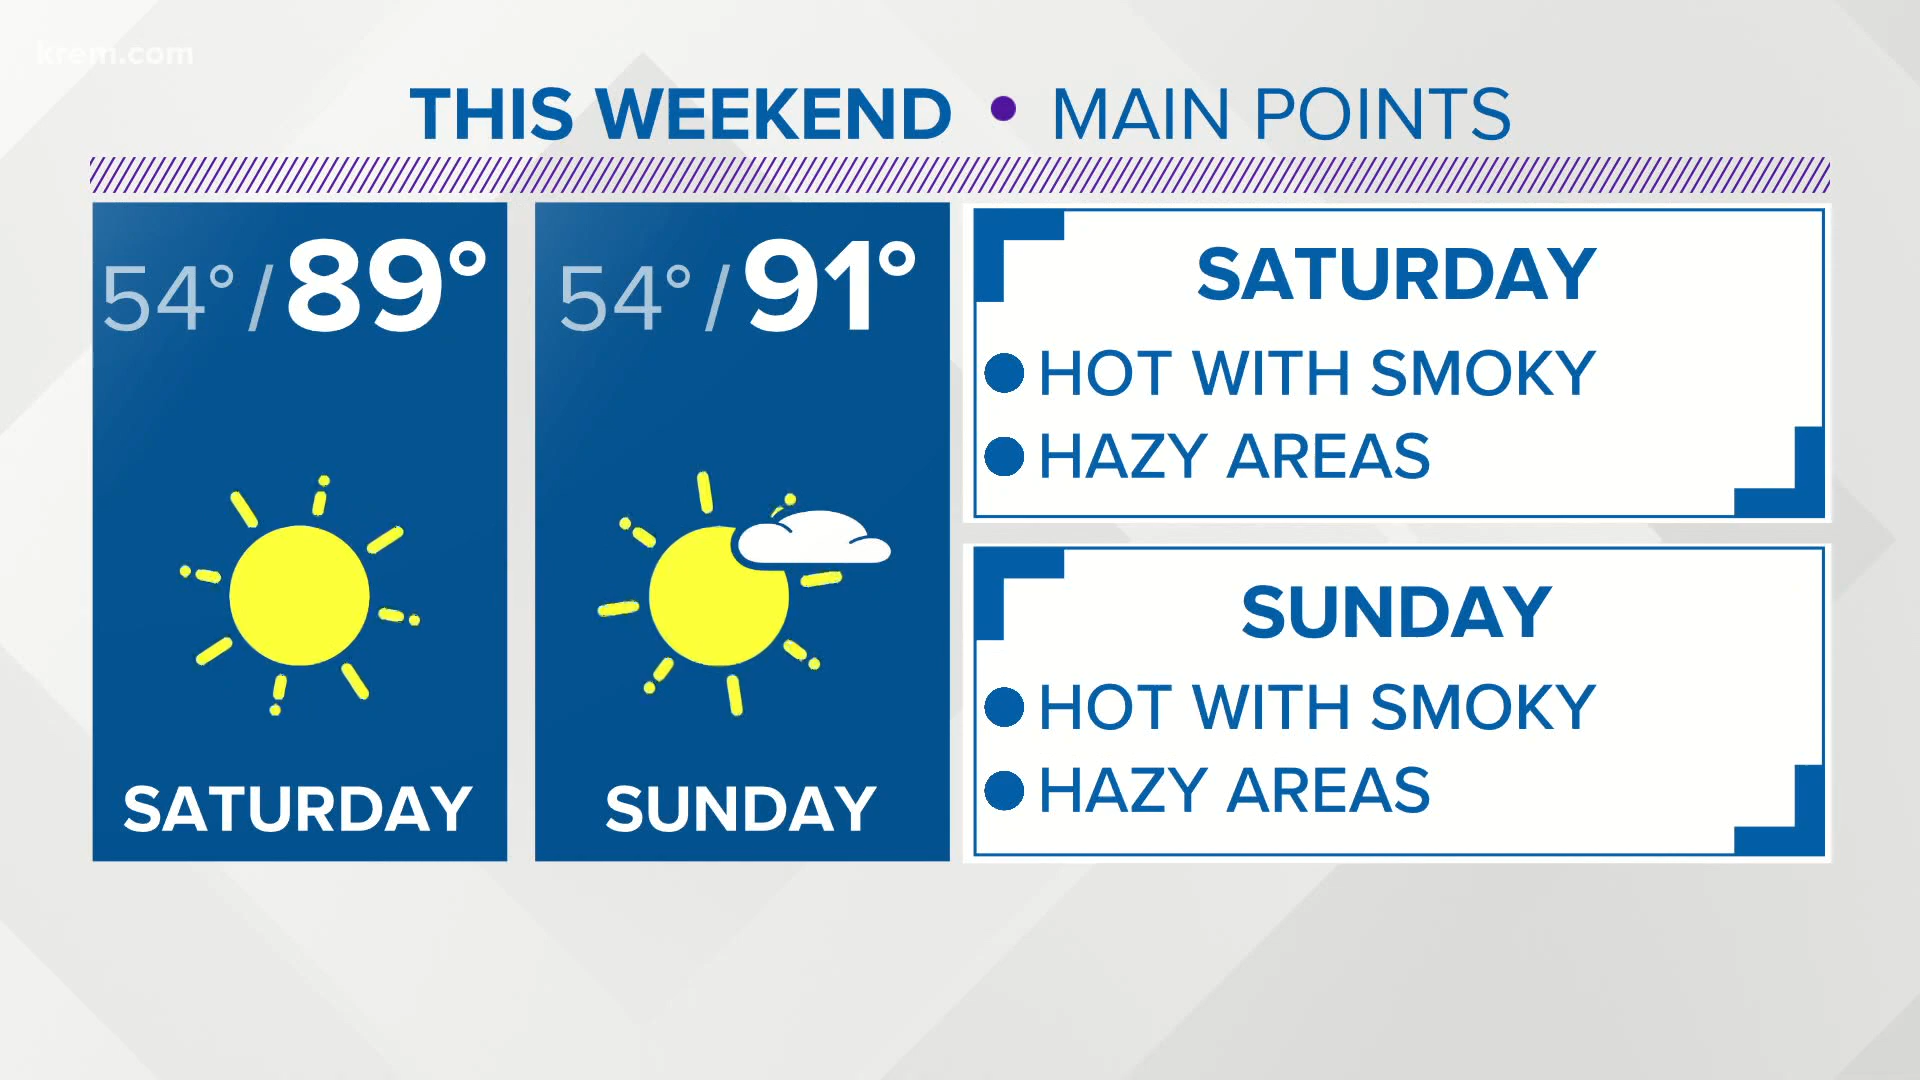 krem.com
THIS WEEKEND • MAIN POINTS
54°/89°
SATURDAY
54°/91°
SUNDAY
SATURDAY
● HOT WITH SMOKY
● HAZY AREAS
SUNDAY
● HOT WITH SMOKY
● HAZY AREAS